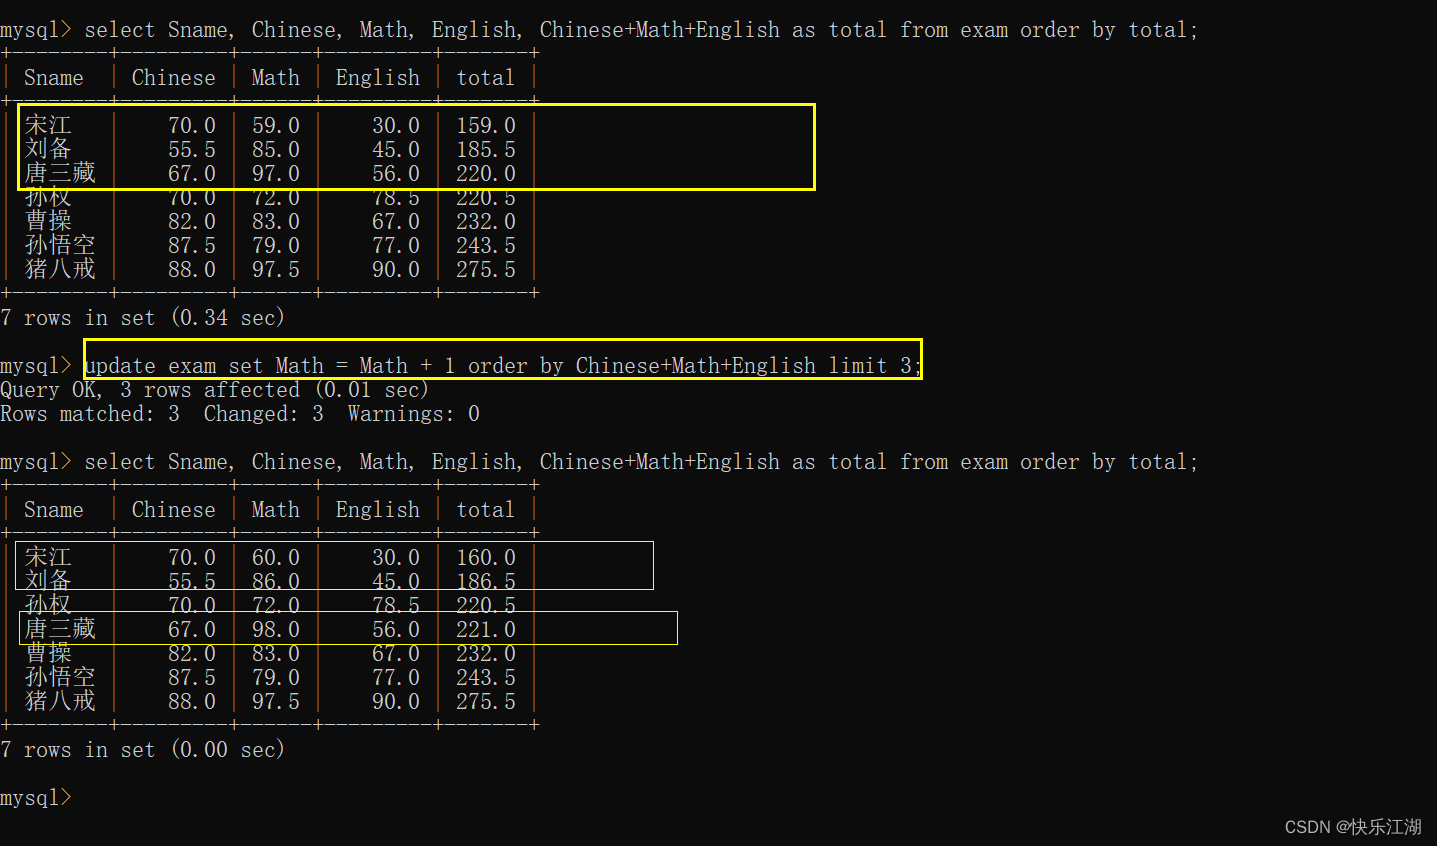 mysql> select Sname, Chinese, Math, English, Chinese+Math+English as total from exam order by total;
+--------+---------+------+---------+-------+
| Sname  | Chinese | Math | English | total |
+--------+---------+------+---------+-------+
| 宋江   |    70.0 | 59.0 |    30.0 | 159.0 |
| 刘备   |    55.5 | 85.0 |    45.0 | 185.5 |
| 唐三藏 |    67.0 | 97.0 |    56.0 | 220.0 |
| 孙权   |    70.0 | 72.0 |    78.5 | 220.5 |
| 曹操   |    82.0 | 83.0 |    67.0 | 232.0 |
| 孙悟空 |    87.5 | 79.0 |    77.0 | 243.5 |
| 猪八戒 |    88.0 | 97.5 |    90.0 | 275.5 |
+--------+---------+------+---------+-------+
7 rows in set (0.34 sec)
mysql> update exam set Math = Math + 1 order by Chinese+Math+English limit 3;
Query OK, 3 rows affected (0.01 sec)
Rows matched: 3  Changed: 3  Warnings: 0
mysql> select Sname, Chinese, Math, English, Chinese+Math+English as total from exam order by total;
+--------+---------+------+---------+-------+
| Sname  | Chinese | Math | English | total |
+--------+---------+------+---------+-------+
| 宋江   |    70.0 | 60.0 |    30.0 | 160.0 |
| 刘备   |    55.5 | 86.0 |    45.0 | 186.5 |
| 孙权   |    70.0 | 72.0 |    78.5 | 220.5 |
| 唐三藏 |    67.0 | 98.0 |    56.0 | 221.0 |
| 曹操   |    82.0 | 83.0 |    67.0 | 232.0 |
| 孙悟空 |    87.5 | 79.0 |    77.0 | 243.5 |
| 猪八戒 |    88.0 | 97.5 |    90.0 | 275.5 |
+--------+---------+------+---------+-------+
7 rows in set (0.00 sec)
mysql>
CSDN @快乐江湖